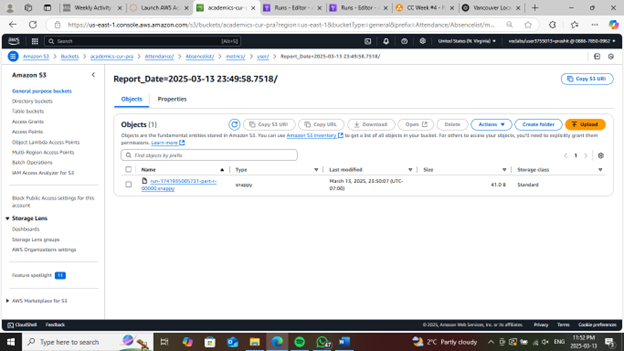 Weekly Activity
Launch AWS Ac
academics-cur-pra
Runs - Editor -
Runs - Editor -
CC Week#4 - P
Vancouver Loo
https://us-east-1.console.aws.amazon.com/s3/buckets/academics-cur-pra?region=us-east-1&bucketType=general&prefix=Attendance/Absencelist/m...
aws
Search
[Alt+S]
United States (N. Virginia)
Amazon S3
Buckets
academics-cur-pra/
Attendance/
Absencelist/
metrics/
user/
Report_Date=2025-03-13 23:49:58.7518/
Amazon S3
General purpose buckets
Directory buckets
Table buckets
Access Grants
Access Points
Object Lambda Access Points
Multi-Region Access Points
Batch Operations
IAM Access Analyzer for S3
Block Public Access settings for this
account
Storage Lens
Dashboards
Storage Lens groups
AWS Organizations settings
Feature spotlight 11
AWS Marketplace for S3
Report_Date=2025-03-13 23:49:58.7518/
Copy S3 URI
Objects
Properties
Objects (1)
Copy S3 URI
Copy URL
Download
Open
Delete
Actions
Create folder
Upload
Objects are the fundamental entities stored in Amazon S3. You can use Amazon S3 inventory to get a list of all objects in your bucket. For others to access your objects, you'll need to explicitly grant them
permissions. Learn more
Find objects by prefix
1
Name
Type
Last modified
Size
Storage class
run-1741935005731-part-r-
00000.snappy
snappy
March 13, 2025, 23:50:07 (UTC-
07:00)
41.0 B
Standard
CloudShell
Feedback
© 2025, Amazon Web Services, Inc. or its affiliates.
Privacy
Terms
Cookie preferences
Type here to search
2°C Partly cloudy
ENG
11:52 PM
2025-03-13